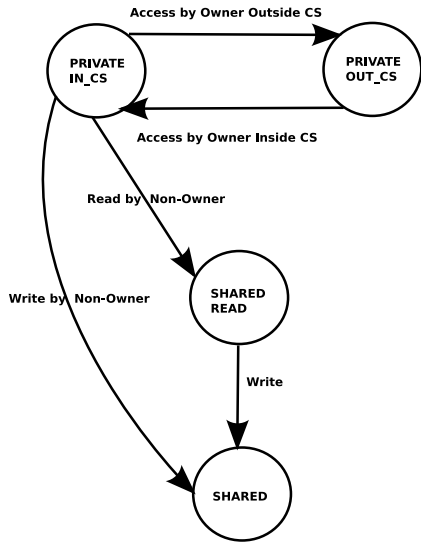 Access by Owner Outside CS
PRIVATE
IN_CS
PRIVATE
OUT_CS
Access by Owner Inside CS
Read by Non-Owner
SHARED
READ
Write by Non-Owner
Write
SHARED